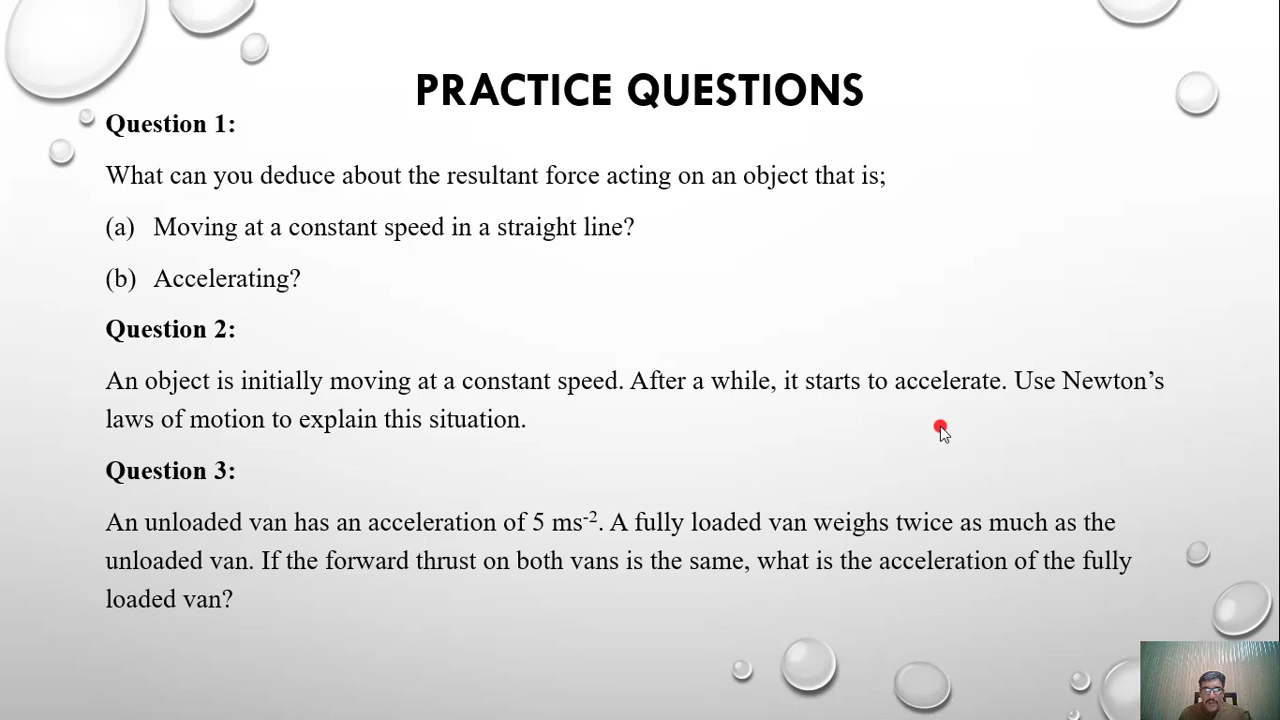 PRACTICE QUESTIONS
Question 1:
What can you deduce about the resultant force acting on an object that is;
(a) Moving at a constant speed in a straight line?
(b) Accelerating?
Question 2:
An object is initially moving at a constant speed. After a while, it starts to accelerate. Use Newton’s
laws of motion to explain this situation.
Question 3:
An unloaded van has an acceleration of 5 ms⁻². A fully loaded van weighs twice as much as the
unloaded van. If the forward thrust on both vans is the same, what is the acceleration of the fully
loaded van?